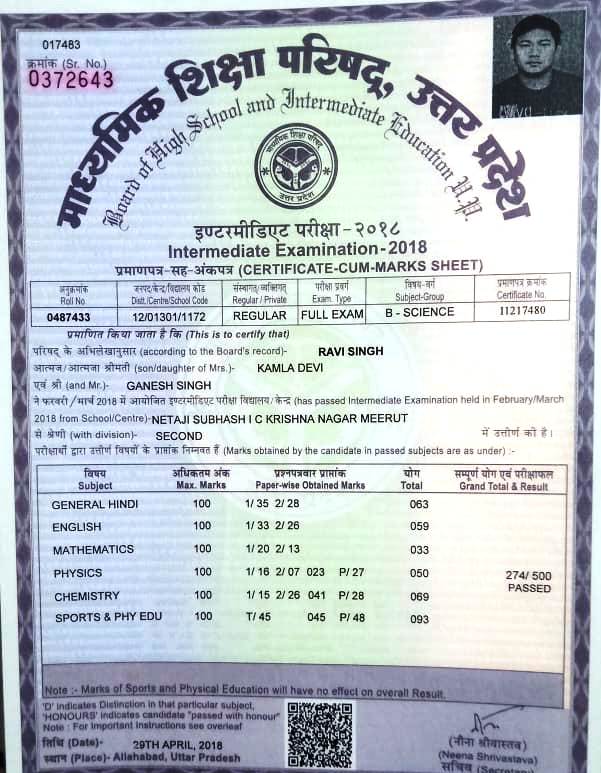 017483
क्रमांक (Sr. No.)
0372643
माध्यमिक शिक्षा परिषद्, उत्तर प्रदेश
Board of High School and Intermediate Education U.P.
इण्टरमीडिएट परीक्षा - २०१८
Intermediate Examination - 2018
प्रमाणपत्र-सह-अंकपत्र (CERTIFICATE-CUM-MARKS SHEET)
अनुक्रमांक जनपद/केन्द्र/विद्यालय कोड संस्थागत/व्यक्तिगत परीक्षा प्रवर्ग विषय-वर्ग प्रमाणपत्र क्रमांक
Roll No. Distt./Centre/School Code Regular / Private Exam. Type Subject-Group Certificate No.
0487433 12/01301/1172 REGULAR FULL EXAM B - SCIENCE 11217480
प्रमाणित किया जाता है कि (This is to certify that)
परिषद् के अभिलेखानुसार (according to the Board's record)- RAVI SINGH
आत्मज/आत्मजा श्रीमती (son/daughter of Mrs.)- KAMLA DEVI
एवं श्री (and Mr.)- GANESH SINGH
ने फरवरी/मार्च 2018 में आयोजित इण्टरमीडिएट परीक्षा विद्यालय/केन्द्र (has passed Intermediate Examination held in February/March
2018 from School/Centre)- NETAJI SUBHASH I C KRISHNA NAGAR MEERUT
से श्रेणी (with division)- SECOND में उत्तीर्ण की है।
परीक्षार्थी द्वारा उत्तीर्ण विषयों के प्राप्तांक निम्नवत हैं (Marks obtained by the candidate in passed subjects are as under) :-
विषय अधिकतम अंक प्रश्नपत्रवार प्राप्तांक योग सम्पूर्ण योग एवं परीक्षाफल
Subject Max. Marks Paper-wise Obtained Marks Total Grand Total & Result
GENERAL HINDI 100 1/ 35 2/ 28 063
ENGLISH 100 1/ 33 2/ 26 059
MATHEMATICS 100 1/ 20 2/ 13 033
PHYSICS 100 1/ 16 2/ 07 023 P/ 27 050 274/ 500
PASSED
CHEMISTRY 100 1/ 15 2/ 26 041 P/ 28 069
SPORTS & PHY EDU 100 T/ 45 045 P/ 48 093
Note :- Marks of Sports and Physical Education will have no effect on overall Result.
'D' indicates Distinction in that particular subject,
'HONOURS' indicates candidate "passed with honour"
Note : For important instructions see overleaf
तिथि (Date)- 29TH APRIL, 2018
स्थान (Place)- Allahabad, Uttar Pradesh
(नीना श्रीवास्तव)
(Neena Shrivastava)
सचिव (Secretary